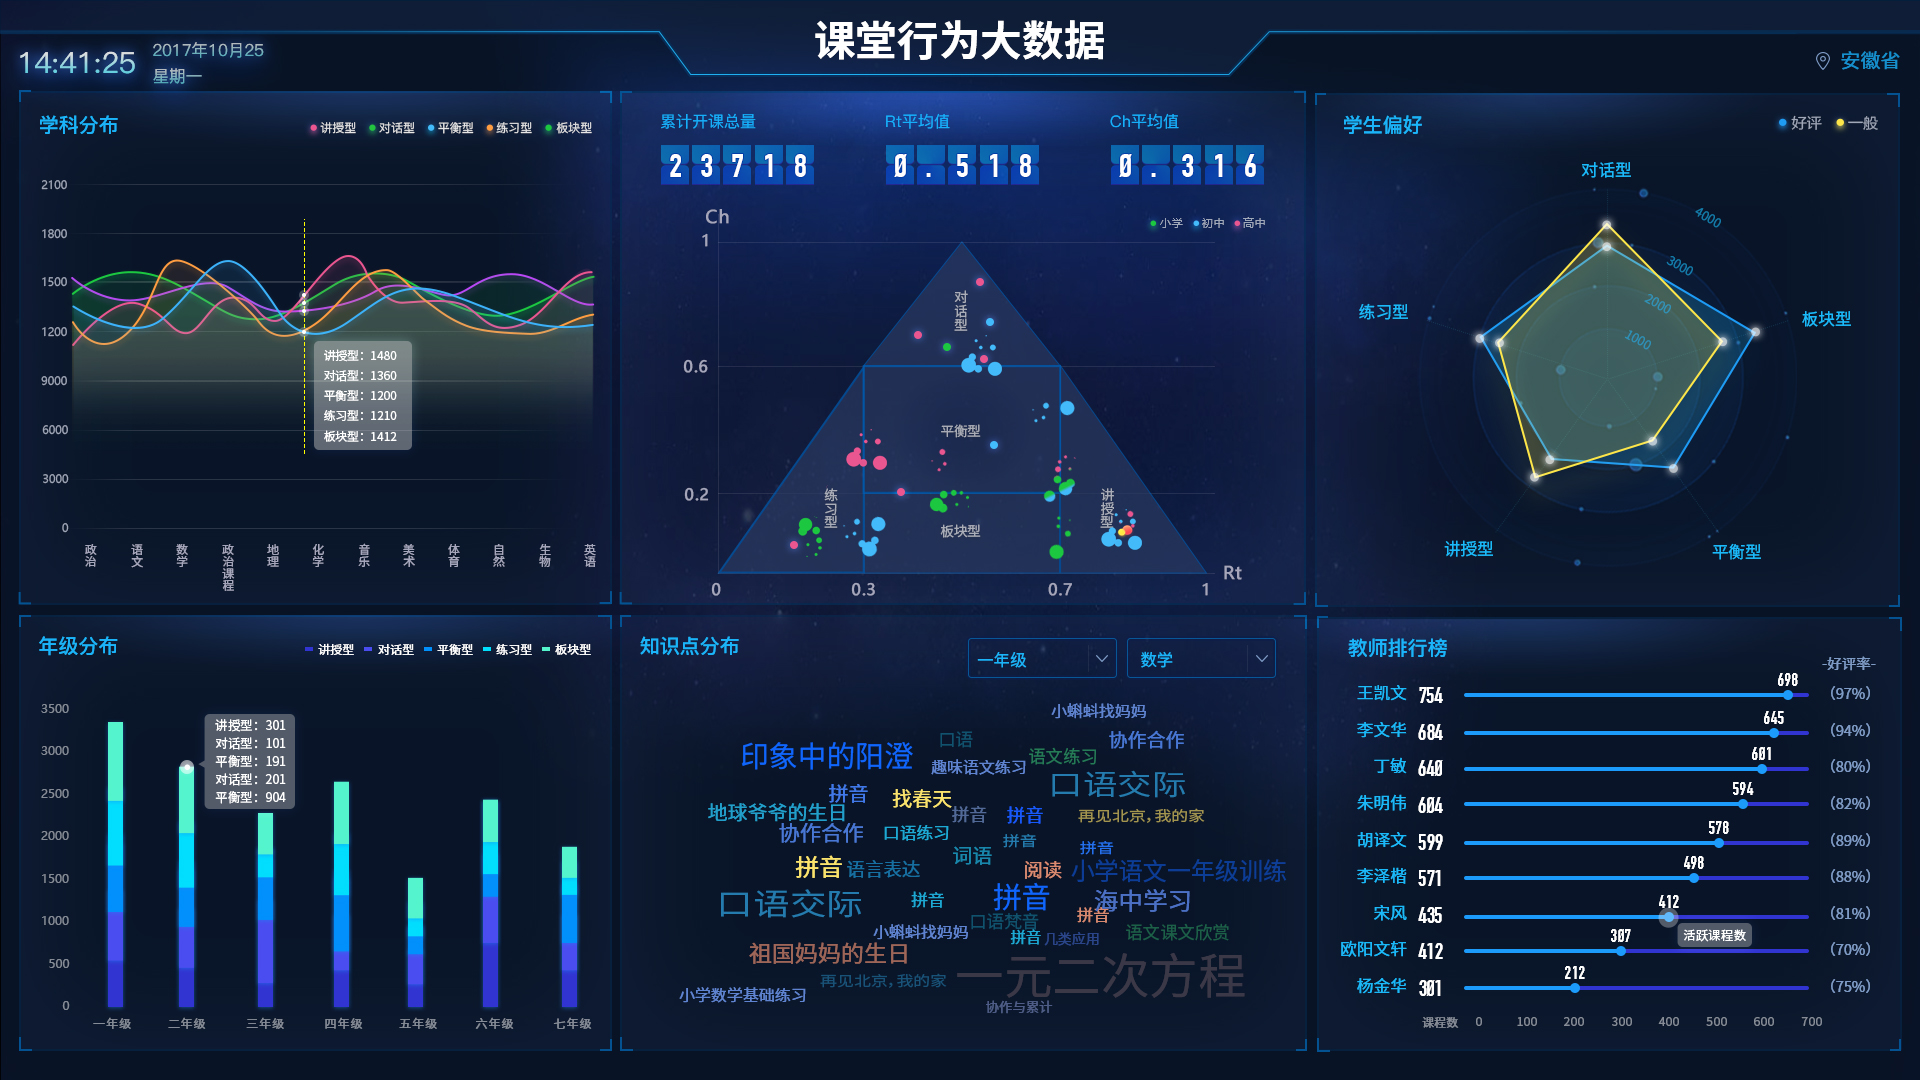 课堂行为大数据
14:41:25
2017年10月25
星期一
安徽省
学科分布
讲授型 对话型 平衡型 练习型 板块型
2100
1800
1500
1200
9000
6000
3000
0
讲授型：1480
对话型：1360
平衡型：1200
练习型：1210
板块型：1412
政治 语文 数学 政治课程 地理 化学 音乐 美术 体育 自然 生物 英语
累计开课总量 Rt平均值 Ch平均值
23718 0.518 0.316
小学 初中 高中
Ch
1
0.6
0.2
对话型
平衡型
练习型
板块型
讲授型
0 0.3 0.7 1 Rt
学生偏好
好评 一般
对话型
4000
3000
2000
1000
练习型
板块型
讲授型
平衡型
年级分布
讲授型 对话型 平衡型 练习型 板块型
3500
3000
2500
2000
1500
1000
500
0
讲授型：301
对话型：101
平衡型：191
对话型：201
平衡型：904
一年级 二年级 三年级 四年级 五年级 六年级 七年级
知识点分布
一年级 数学
小蝌蚪找妈妈
印象中的阳澄
口语
协作合作
趣味语文练习
语文练习
口语交际
拼音
找春天
地球爷爷的生日
拼音
拼音
再见北京，我的家
协作合作
口语练习
拼音
拼音
拼音
语言表达
词语
阅读
小学语文一年级训练
口语交际
拼音
拼音
海中学习
小蝌蚪找妈妈
口语梵音
拼音
拼音
几类应用
语文课文欣赏
祖国妈妈的生日
再见北京，我的家
一元二次方程
小学数学基础练习
协作与累计
教师排行榜
-好评率-
王凯文 754 698 (97%)
李文华 684 645 (94%)
丁敏 640 601 (80%)
朱明伟 604 594 (82%)
胡译文 599 578 (89%)
李泽楷 571 498 (88%)
宋风 435 412 (81%)
活跃课程数
欧阳文轩 412 307 (70%)
杨金华 301 212 (75%)
课程数 0 100 200 300 400 500 600 700